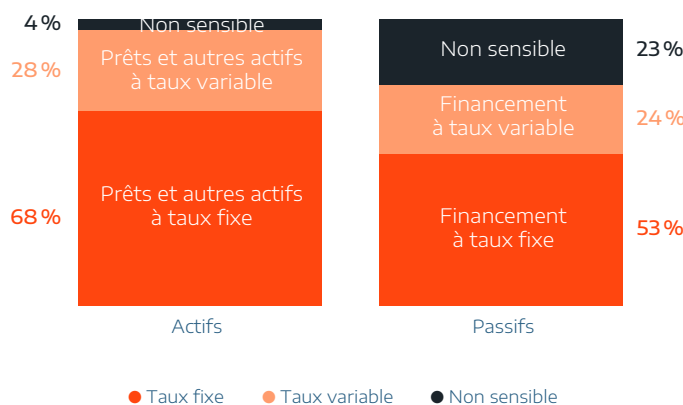 4 %
Non sensible
28 %
Prêts et autres actifs
à taux variable
68 %
Prêts et autres actifs
à taux fixe
Actifs
Non sensible
23 %
Financement
à taux variable
24 %
Financement
à taux fixe
53 %
Passifs
Taux fixe
Taux variable
Non sensible